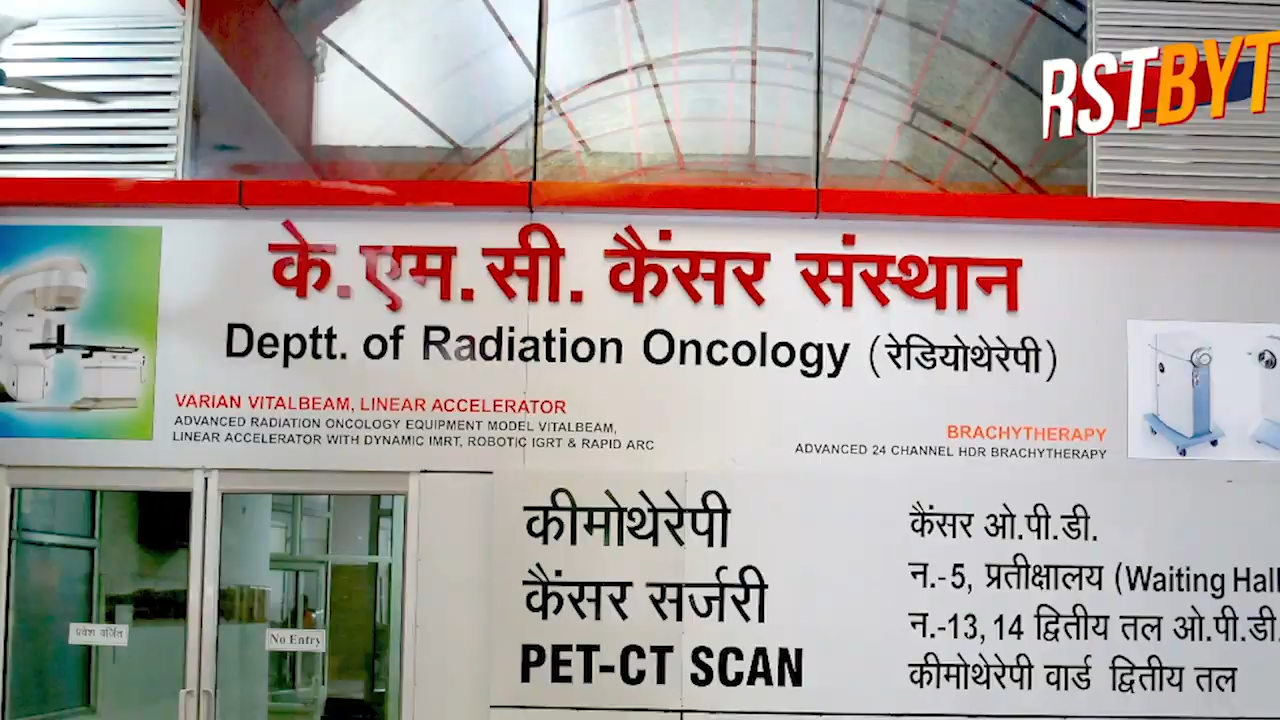 RSTBYT
के.एम.सी. कैंसर संस्थान
Deptt. of Radiation Oncology (रेडियोथेरेपी)
VARIAN VITALBEAM, LINEAR ACCELERATOR
ADVANCED RADIATION ONCOLOGY EQUIPMENT MODEL VITALBEAM,
LINEAR ACCELERATOR WITH DYNAMIC IMRT, ROBOTIC IGRT & RAPID ARC
BRACHYTHERAPY
ADVANCED 24 CHANNEL HDR BRACHYTHERAPY
कीमोथेरेपी
कैंसर सर्जरी
PET-CT SCAN
कैंसर ओ.पी.डी.
न.-5, प्रतीक्षालय (Waiting Hall
न.-13, 14 द्वितीय तल ओ.पी.डी.
कीमोथेरेपी वार्ड द्वितीय तल
प्रवेश वर्जित
No Entry